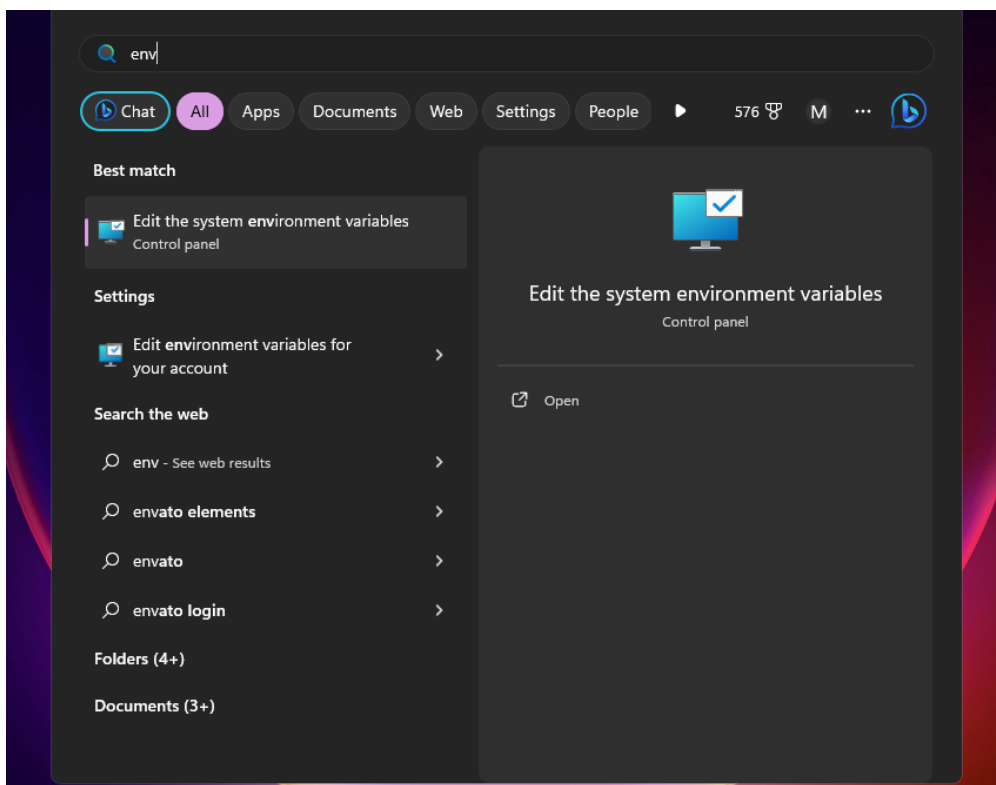 env
Chat
All
Apps
Documents
Web
Settings
People
576
M
Best match
Edit the system environment variables
Control panel
Settings
Edit environment variables for
your account
Search the web
env - See web results
envato elements
envato
envato login
Folders (4+)
Documents (3+)
Edit the system environment variables
Control panel
Open